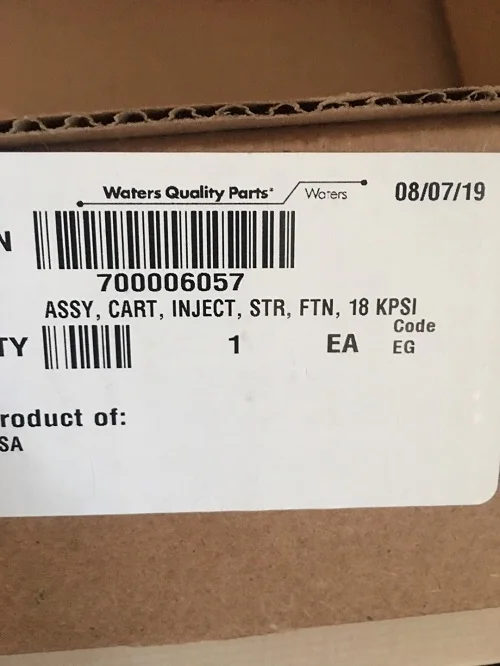 Waters Quality Parts Waters 08/07/19
N
700006057
ASSY, CART, INJECT, STR, FTN, 18 KPSI
Code
TY 1 EA EG
roduct of:
SA